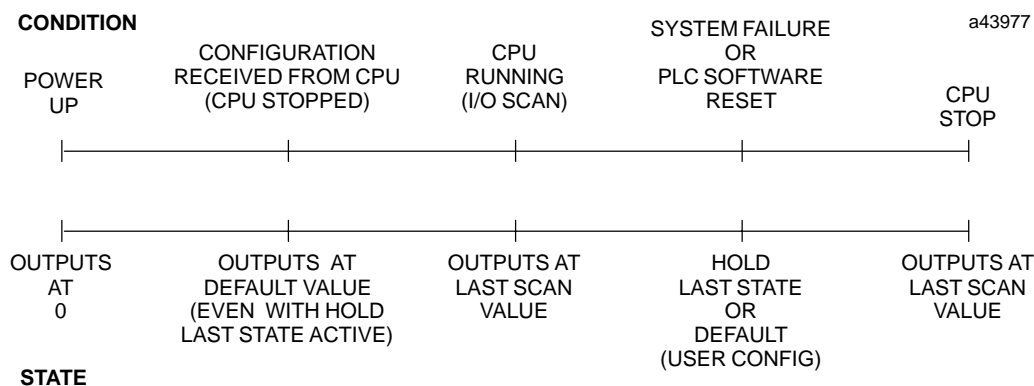 CONDITION
a43977
POWER
UP
CONFIGURATION
RECEIVED FROM CPU
(CPU STOPPED)
CPU
RUNNING
(I/O SCAN)
SYSTEM FAILURE
OR
PLC SOFTWARE
RESET
CPU
STOP
OUTPUTS
AT
0
OUTPUTS AT
DEFAULT VALUE
(EVEN WITH HOLD
LAST STATE ACTIVE)
OUTPUTS AT
LAST SCAN
VALUE
HOLD
LAST STATE
OR
DEFAULT
(USER CONFIG)
OUTPUTS AT
LAST SCAN
VALUE
STATE